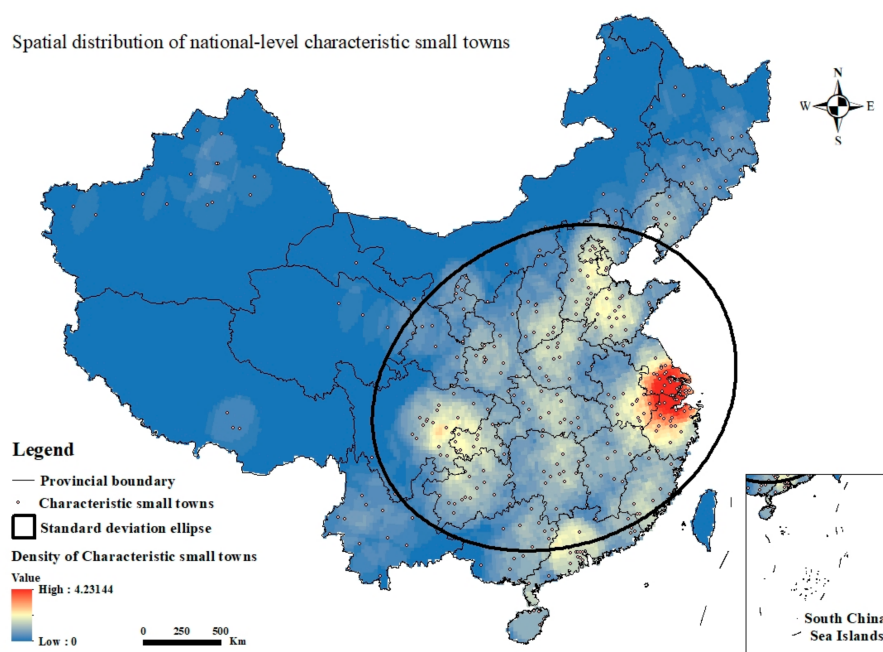 Spatial distribution of national-level characteristic small towns
N
W E
S
Legend
Provincial boundary
Characteristic small towns
Standard deviation ellipse
Density of Characteristic small towns
Value
High : 4.23144
Low : 0
0 250 500
Km
South China
Sea Islands